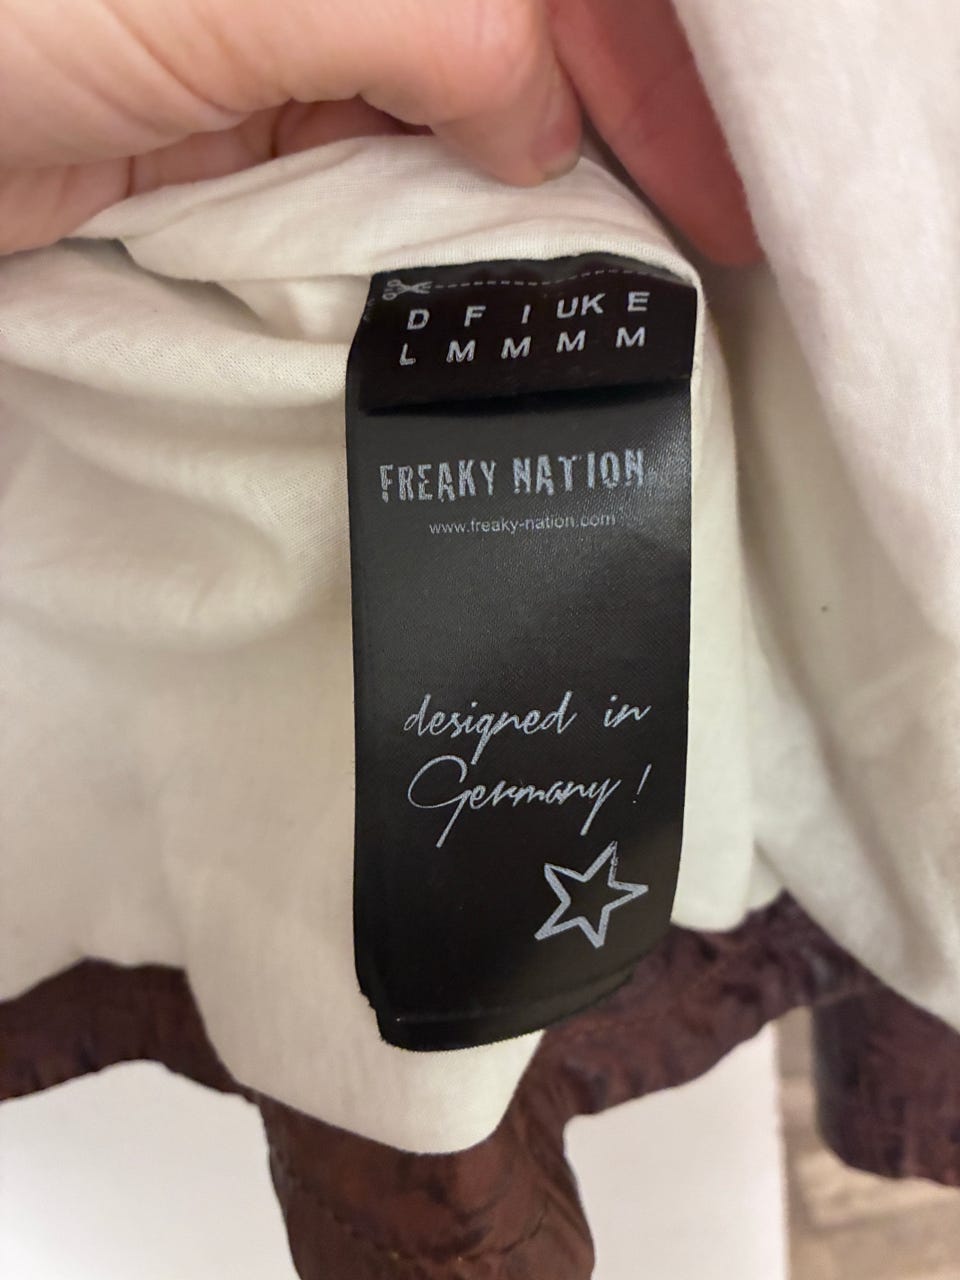 D F I UK E
L M M M M
FREAKY NATION
www.freaky-nation.com
designed in
Germany!